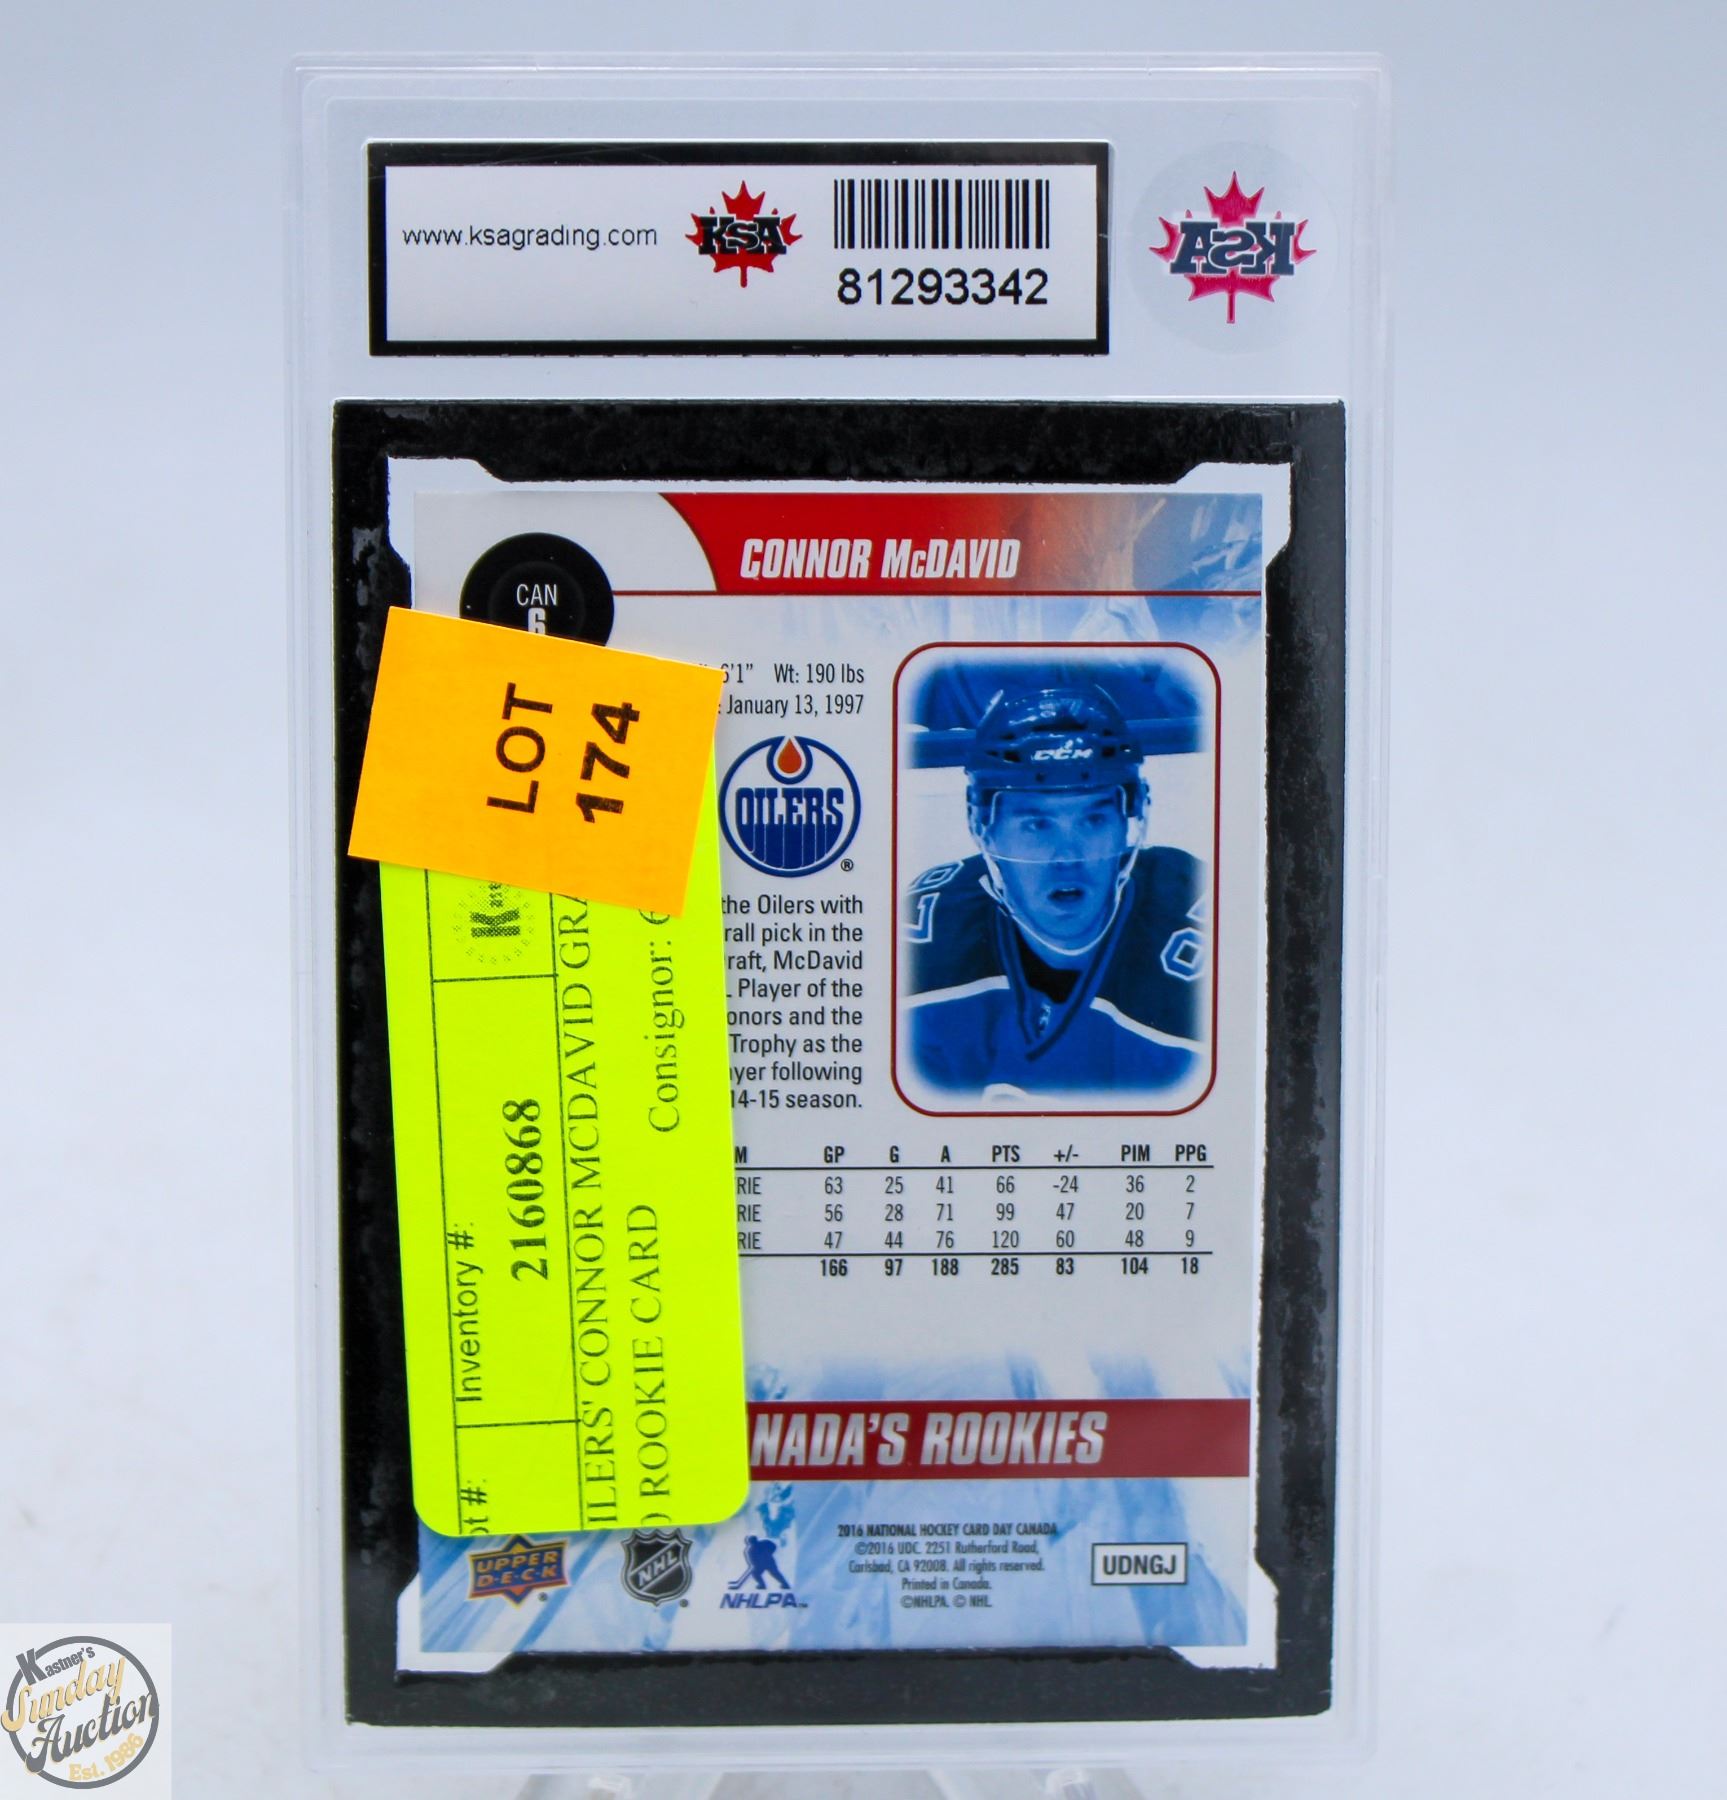 www.ksagrading.com
KSA
81293342
KSA
CONNOR McDAVID
CAN
6
6'1" Wt: 190 lbs
: January 13, 1997
LOT
174
OILERS
®
the Oilers with
rall pick in the
raft, McDavid
Player of the
onors and the
Trophy as the
ayer following
14-15 season.
CCM
Inventory #:
2160868
ILERS' CONNOR MCDAVID GRA
ROOKIE CARD
Consignor:
M GP G A PTS +/- PIM PPG
RIE 63 25 41 66 -24 36 2
RIE 56 28 71 99 47 20 7
RIE 47 44 76 120 60 48 9
166 97 188 285 83 104 18
NADA'S ROOKIES
UPPER
D·E·C·K
NHL
NHLPA
2016 NATIONAL HOCKEY CARD DAY CANADA
©2016 UDC. 2251 Rutherford Road,
Carlsbad, CA 92008. All rights reserved.
Printed in Canada.
©NHLPA. © NHL.
UDNGJ
Kastner's
Sunday
Auction
Est. 1986